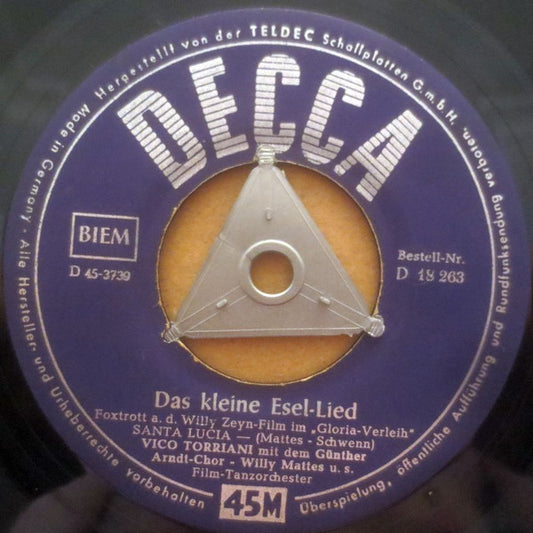 Made in Germany - Alle Hersteller- und Urheberrechte vorbehalten
Hergestellt von der TELDEC Schallplatten G.m.b.H.
Überspielung, öffentliche Aufführung und Rundfunksendung verboten.
DECCA
BIEM
D 45-3739
Bestell-Nr.
D 18 263
Das kleine Esel-Lied
Foxtrott a. d. Willy Zeyn-Film im „Gloria-Verleih"
SANTA LUCIA — (Mattes - Schwenn)
VICO TORRIANI mit dem Günther
Arndt-Chor - Willy Mattes u. s.
Film-Tanzorchester
45M